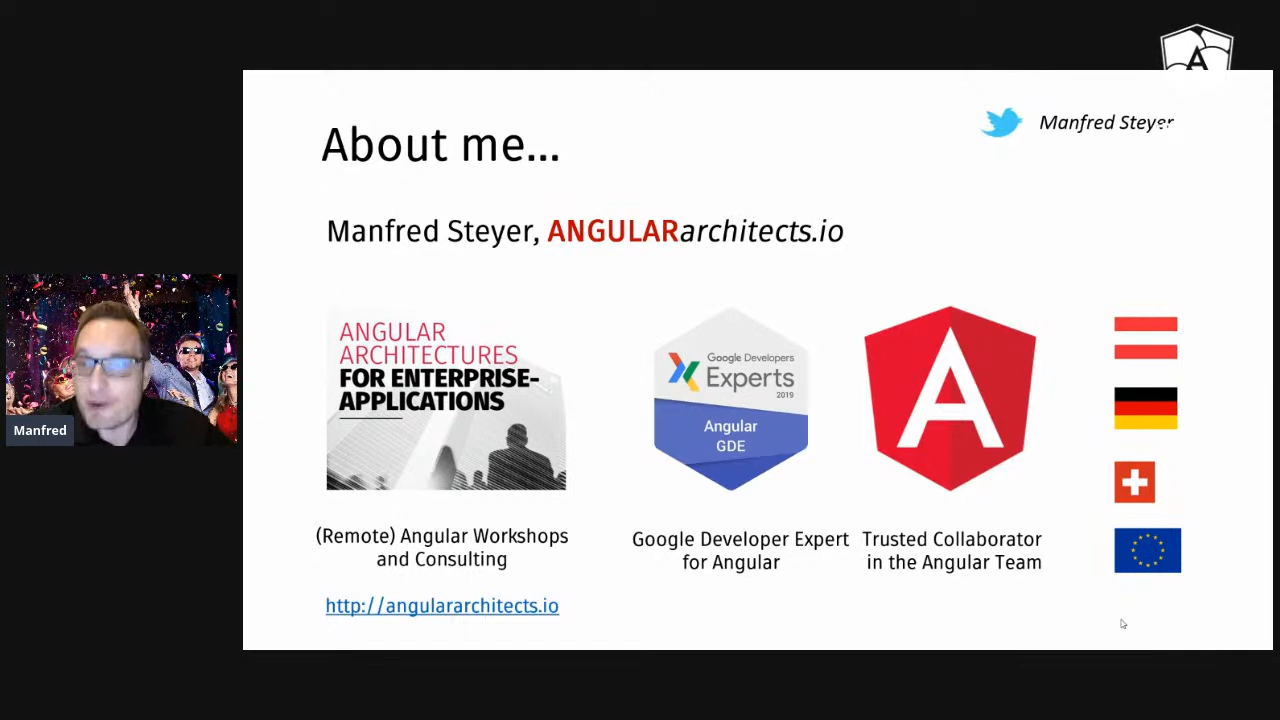 Manfred Steyer
About me...
Manfred Steyer, ANGULARarchitects.io
ANGULAR
ARCHITECTURES
FOR ENTERPRISE-
APPLICATIONS
Google Developers
Experts
2019
Angular
GDE
A
A
Manfred
(Remote) Angular Workshops
and Consulting
Google Developer Expert
for Angular
Trusted Collaborator
in the Angular Team
http://angulararchitects.io